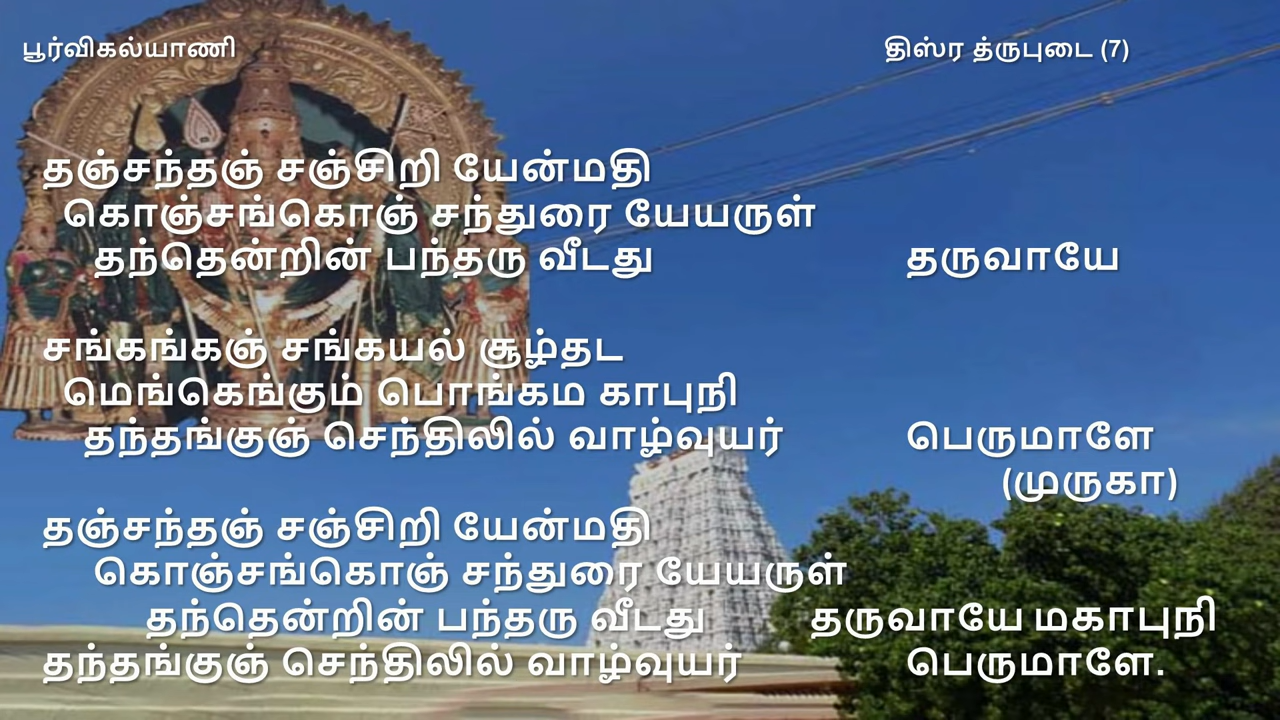 பூர்விகல்யாணி திஸ்ர த்ருபுடை (7)
தஞ்சந்தஞ் சஞ்சிறி யேன்மதி
கொஞ்சங்கொஞ் சந்துரை யேயருள்
தந்தென்றின் பந்தரு வீடது தருவாயே
சங்கங்கஞ் சங்கயல் சூழ்தட
மெங்கெங்கும் பொங்கம காபுநி
தந்தங்குஞ் செந்திலில் வாழ்வுயர் பெருமாளே
(முருகா)
தஞ்சந்தஞ் சஞ்சிறி யேன்மதி
கொஞ்சங்கொஞ் சந்துரை யேயருள்
தந்தென்றின் பந்தரு வீடது தருவாயே மகாபுநி
தந்தங்குஞ் செந்திலில் வாழ்வுயர் பெருமாளே.